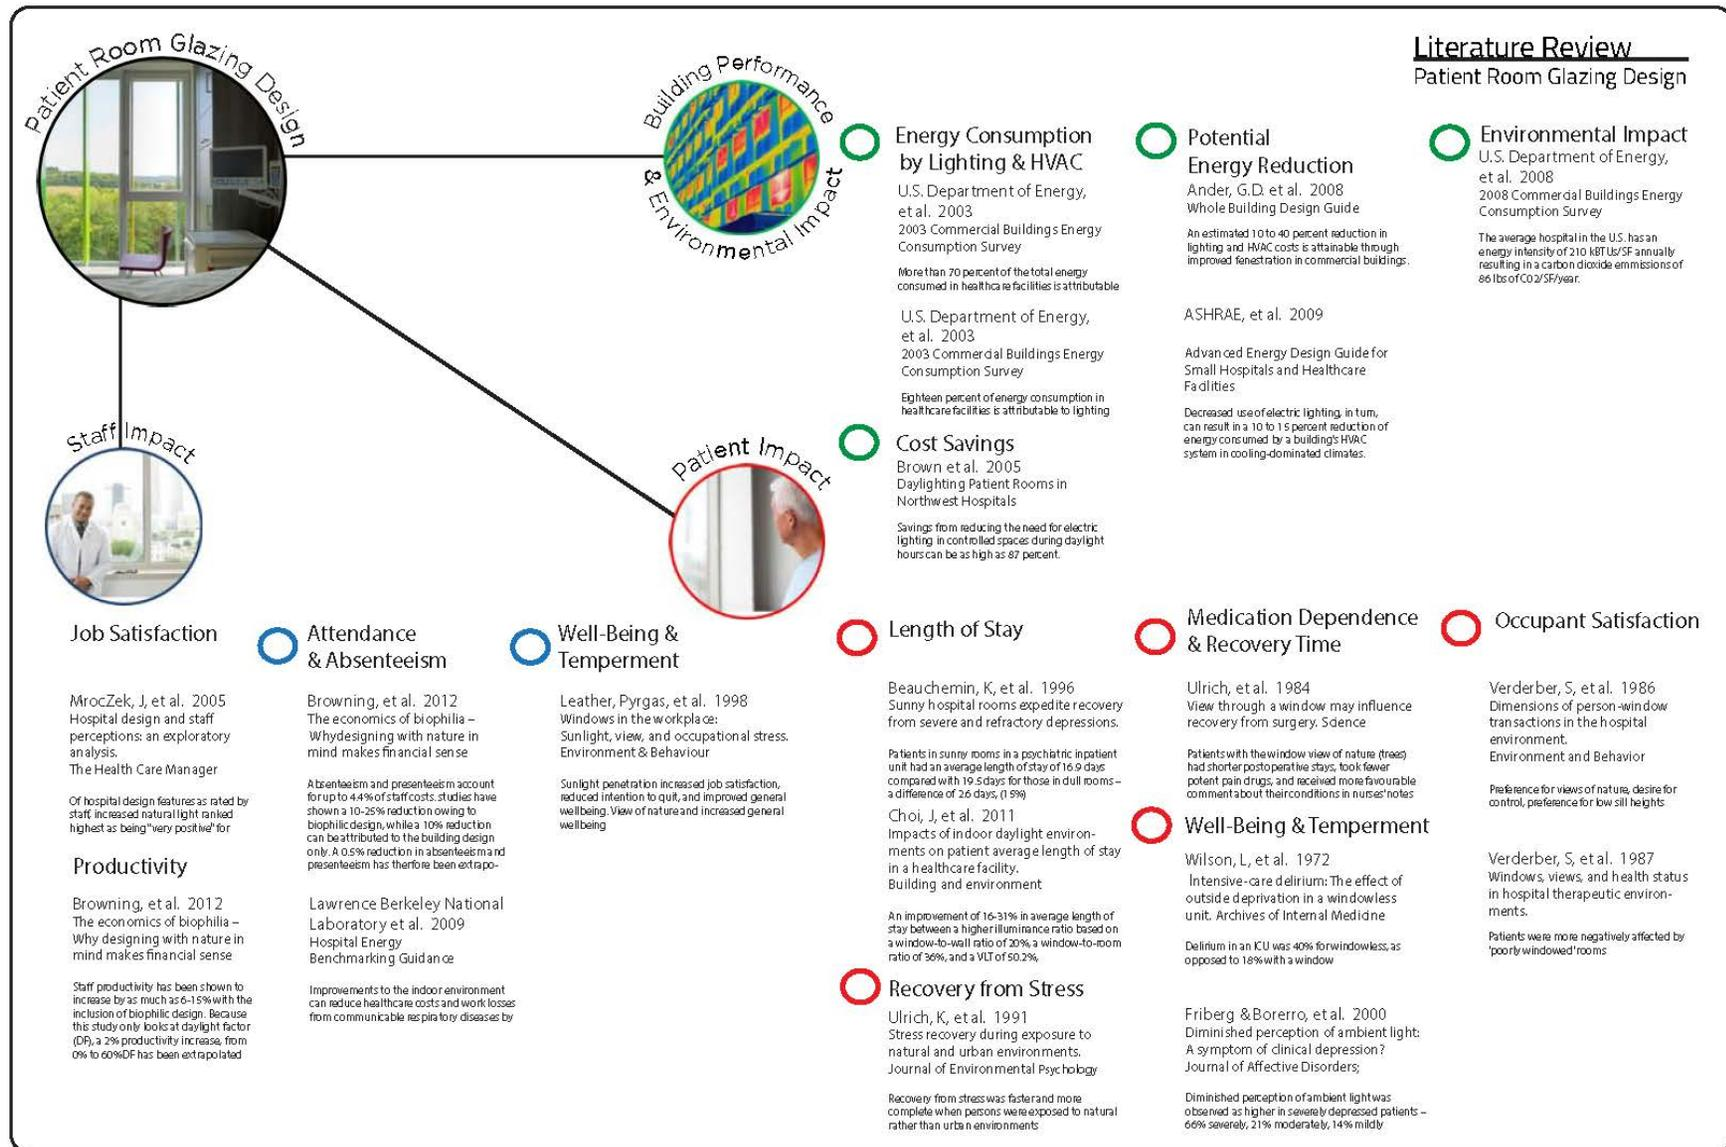 Literature Review
Patient Room Glazing Design
Patient Room Glazing Design
Building Performance
& Environmental Impact
Staff Impact
Patient Impact
Energy Consumption
by Lighting & HVAC
U.S. Department of Energy,
et al. 2003
2003 Commercial Buildings Energy
Consumption Survey
More than 70 percent of the total energy
consumed in healthcare facilities is attributable
U.S. Department of Energy,
et al. 2003
2003 Commercial Buildings Energy
Consumption Survey
Eighteen percent of energy consumption in
healthcare facilities is attributable to lighting
Cost Savings
Brown et al. 2005
Daylighting Patient Rooms in
Northwest Hospitals
Savings from reducing the need for electric
lighting in controlled spaces during daylight
hours can be as high as 87 percent.
Potential
Energy Reduction
Ander, G.D. et al. 2008
Whole Building Design Guide
An estimated 10 to 40 percent reduction in
lighting and HVAC costs is attainable through
improved fenestration in commercial buildings.
ASHRAE, et al. 2009
Advanced Energy Design Guide for
Small Hospitals and Healthcare
Facilities
Decreased use of electric lighting, in turn,
can result in a 10 to 15 percent reduction of
energy consumed by a building's HVAC
system in cooling-dominated climates.
Environmental Impact
U.S. Department of Energy,
et al. 2008
2008 Commercial Buildings Energy
Consumption Survey
The average hospital in the U.S. has an
energy intensity of 210 kBTUs/SF annually
resulting in a carbon dioxide emmissions of
86 lbs of CO2/SF/year.
Job Satisfaction
MrocZek, J, et al. 2005
Hospital design and staff
perceptions: an exploratory
analysis.
The Health Care Manager
Of hospital design features as rated by
staff, increased natural light ranked
highest as being "very positive" for
Productivity
Browning, et al. 2012
The economics of biophilia –
Why designing with nature in
mind makes financial sense
Staff productivity has been shown to
increase by as much as 6-15% with the
inclusion of biophilic design. Because
this study only looks at daylight factor
(DF), a 2% productivity increase, from
0% to 60%DF has been extrapolated
Attendance
& Absenteeism
Browning, et al. 2012
The economics of biophilia –
Whydesigning with nature in
mind makes financial sense
Absenteeism and presenteeism account
for up to 4.4% of staff costs. studies have
shown a 10-25% reduction owing to
biophilic design, while a 10% reduction
can be attributed to the building design
only. A 0.5% reduction in absenteeism and
presenteeism has therfore been extrapo-
Lawrence Berkeley National
Laboratory et al. 2009
Hospital Energy
Benchmarking Guidance
Improvements to the indoor environment
can reduce healthcare costs and work losses
from communicable respiratory diseases by
Well-Being &
Temperment
Leather, Pyrgas, et al. 1998
Windows in the workplace:
Sunlight, view, and occupational stress.
Environment & Behaviour
Sunlight penetration increased job satisfaction,
reduced intention to quit, and improved general
wellbeing. View of nature and increased general
wellbeing
Length of Stay
Beauchemin, K, et al. 1996
Sunny hospital rooms expedite recovery
from severe and refractory depressions.
Patients in sunny rooms in a psychiatric inpatient
unit had an average length of stay of 16.9 days
compared with 19.5 days for those in dull rooms –
a difference of 2.6 days, (15%)
Choi, J, et al. 2011
Impacts of indoor daylight environ-
ments on patient average length of stay
in a healthcare facility.
Building and environment
An improvement of 16-31% in average length of
stay between a higher illuminance ratio based on
a window-to-wall ratio of 20%, a window-to-room
ratio of 36%, and a VLT of 50.2%,
Recovery from Stress
Ulrich, K, et al. 1991
Stress recovery during exposure to
natural and urban environments.
Journal of Environmental Psychology
Recovery from stress was faster and more
complete when persons were exposed to natural
rather than urban environments
Medication Dependence
& Recovery Time
Ulrich, et al. 1984
View through a window may influence
recovery from surgery. Science
Patients with the window view of nature (trees)
had shorter postoperative stays, took fewer
potent pain drugs, and received more favourable
comment about their conditions in nurses' notes
Well-Being & Temperment
Wilson, L, et al. 1972
Intensive-care delirium: The effect of
outside deprivation in a windowless
unit. Archives of Internal Medicine
Delirium in an ICU was 40% for windowless, as
opposed to 18% with a window
Friberg & Borerro, et al. 2000
Diminished perception of ambient light:
A symptom of clinical depression?
Journal of Affective Disorders;
Diminished perception of ambient light was
observed as higher in severely depressed patients –
66% severely, 21% moderately, 14% mildly
Occupant Satisfaction
Verderber, S, et al. 1986
Dimensions of person-window
transactions in the hospital
environment.
Environment and Behavior
Preference for views of nature, desire for
control, preference for low sill heights
Verderber, S, et al. 1987
Windows, views, and health status
in hospital therapeutic environ-
ments.
Patients were more negatively affected by
'poorly windowed' rooms